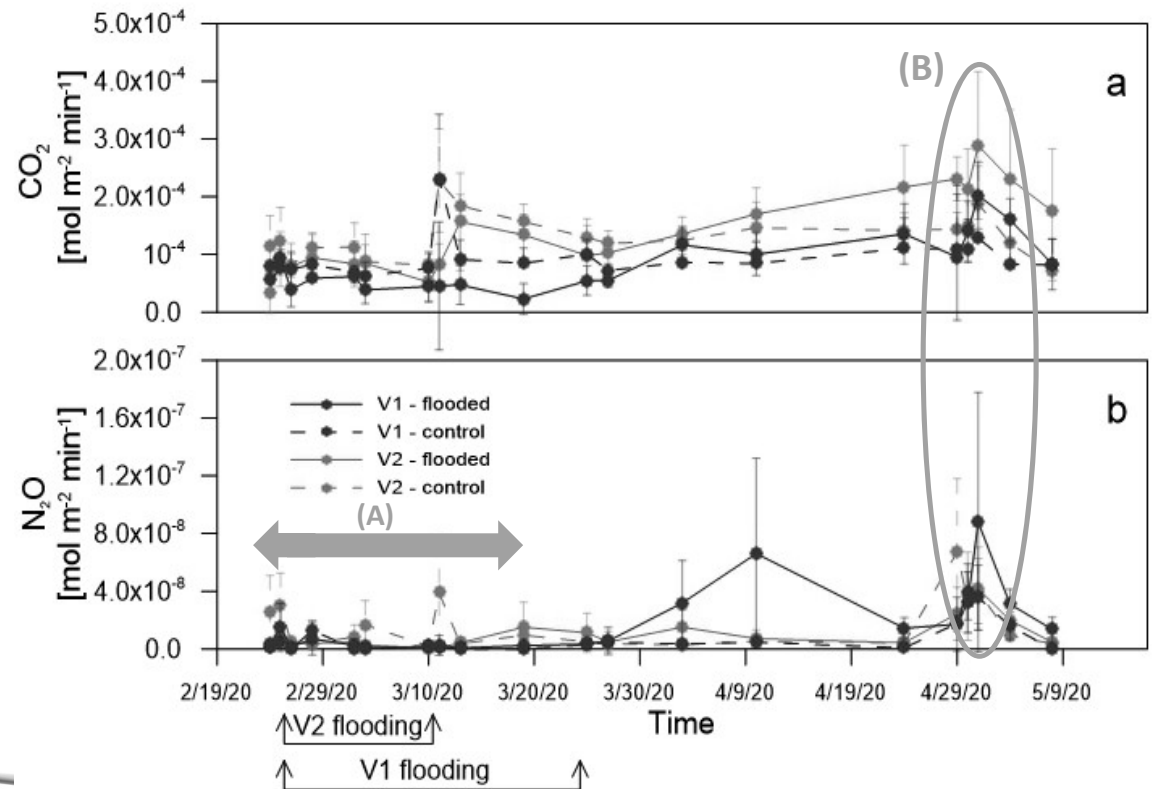 5.0x10-4
4.0x10-4
3.0x10-4
2.0x10-4
10-4
0.0
CO2
[mol m-2 min-1]
(B)
a
2.0x10-7
1.6x10-7
1.2x10-7
8.0x10-8
4.0x10-8
0.0
N2O
[mol m-2 min-1]
b
V1 - flooded
V1 - control
V2 - flooded
V2 - control
(A)
2/19/20 2/29/20 3/10/20 3/20/20 3/30/20 4/9/20 4/19/20 4/29/20 5/9/20
Time
V2 flooding
V1 flooding